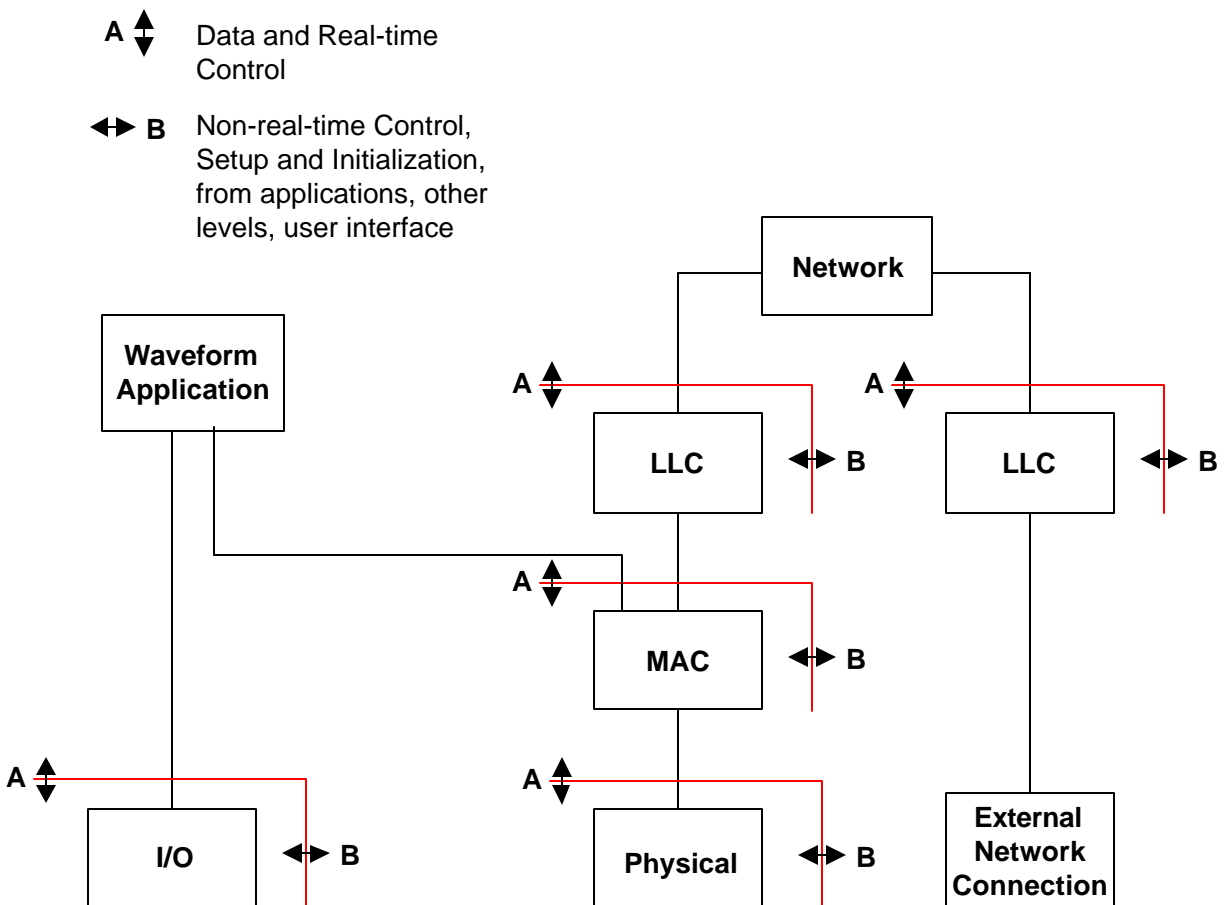 A Data and Real-time
Control
B Non-real-time Control,
Setup and Initialization,
from applications, other
levels, user interface
Network
Waveform
Application
A
A
LLC
B
LLC
B
A
MAC
B
A
A
I/O
B
Physical
B
External
Network
Connection